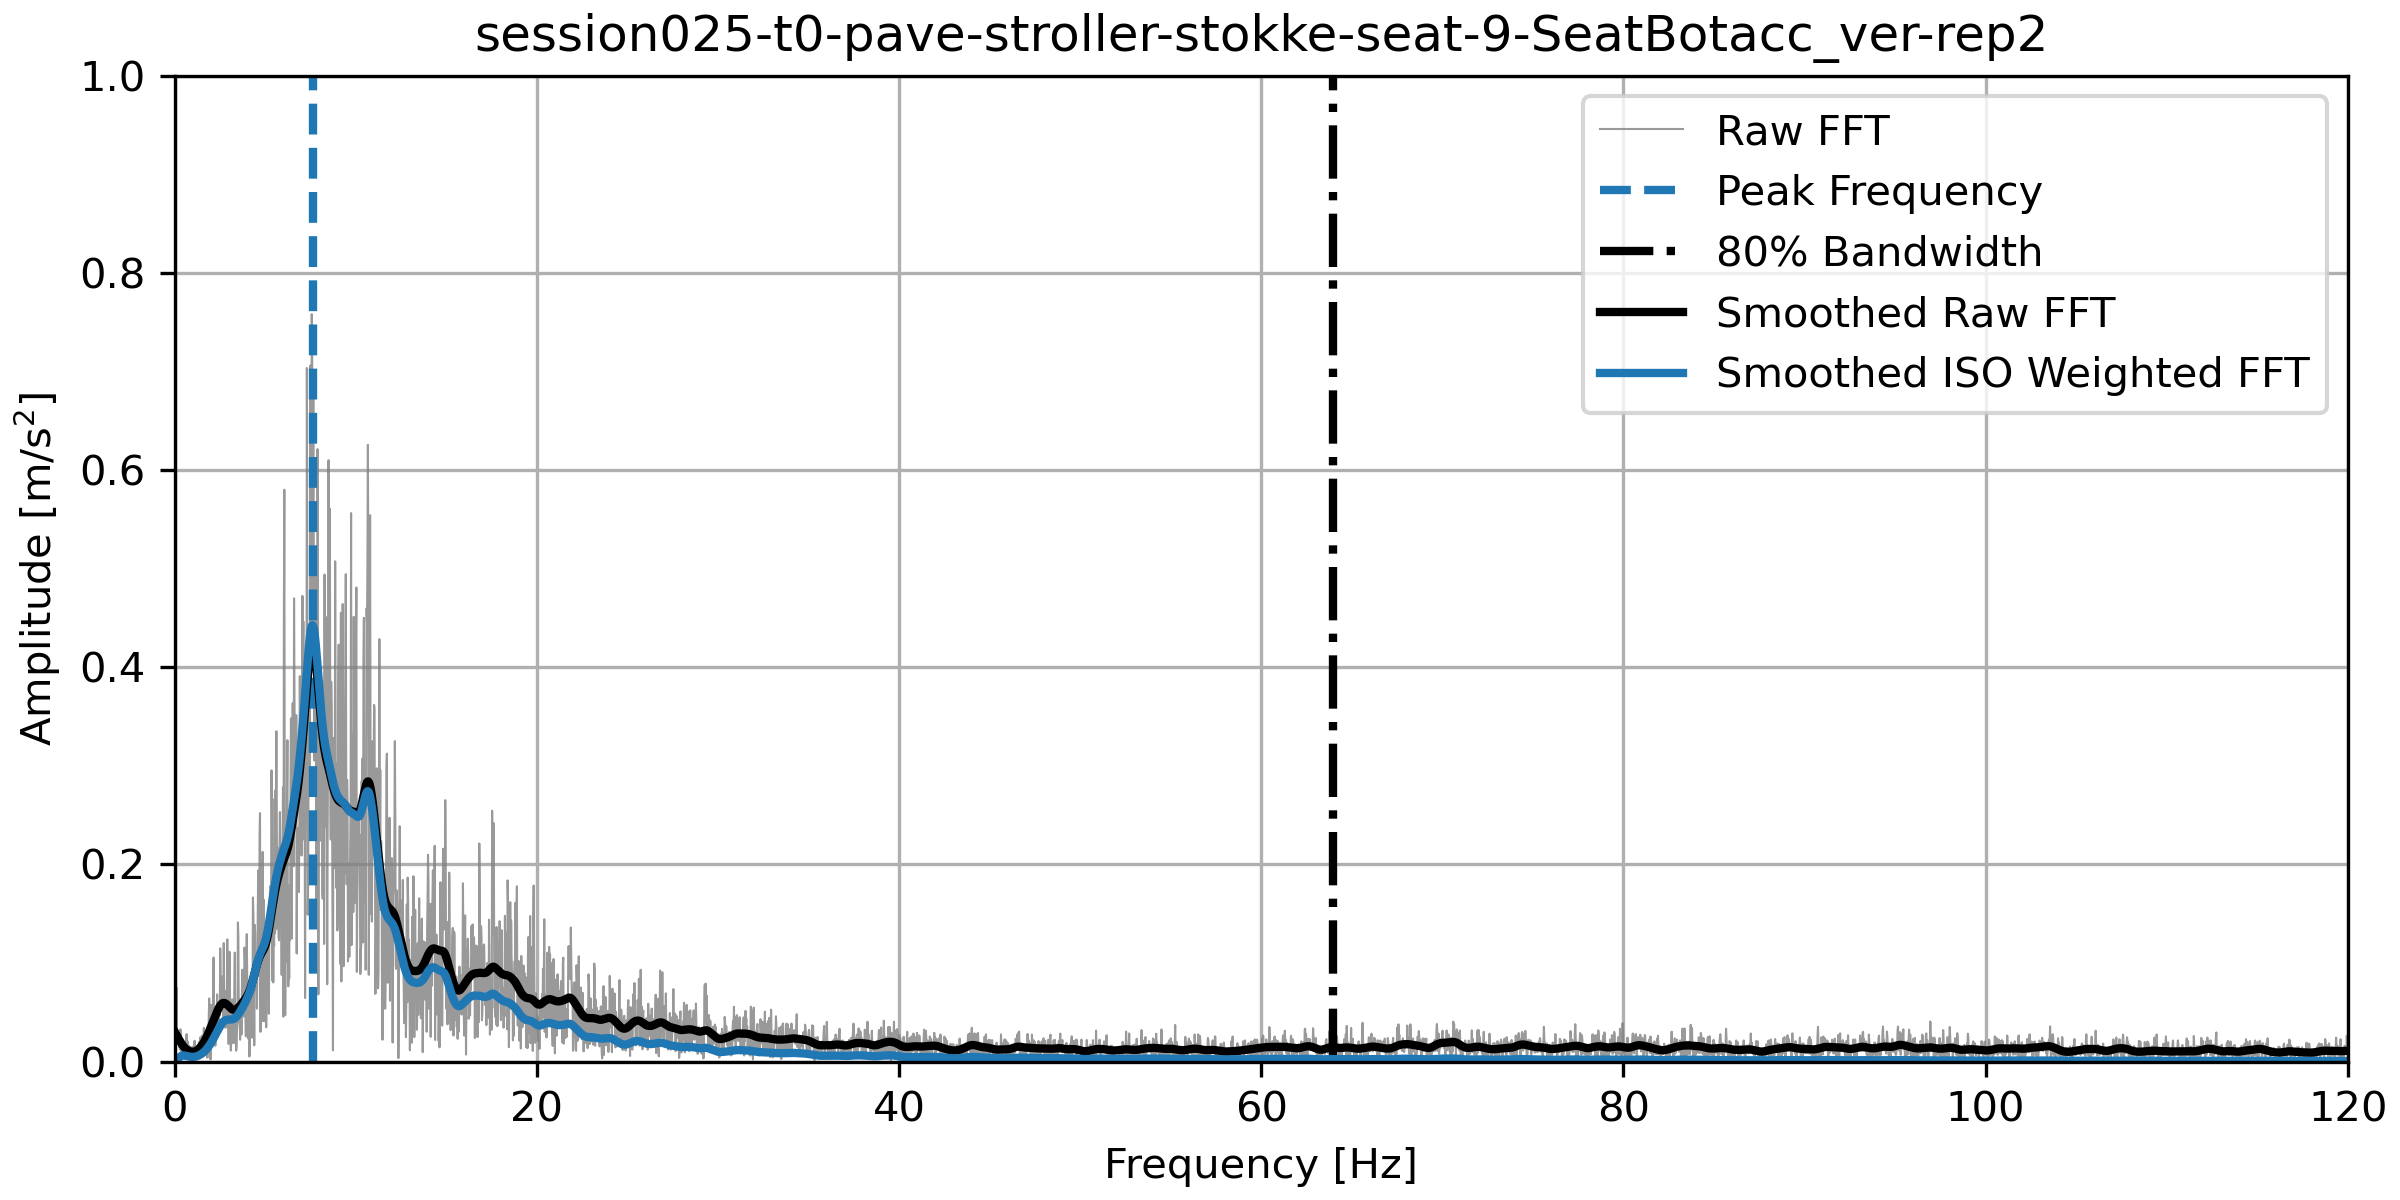 session025-t0-pave-stroller-stokke-seat-9-SeatBotacc_ver-rep2
1.0
0.8
0.6
0.4
0.2
0.0
Amplitude [m/s²]
Raw FFT
Peak Frequency
80% Bandwidth
Smoothed Raw FFT
Smoothed ISO Weighted FFT
0 20 40 60 80 100 120
Frequency [Hz]